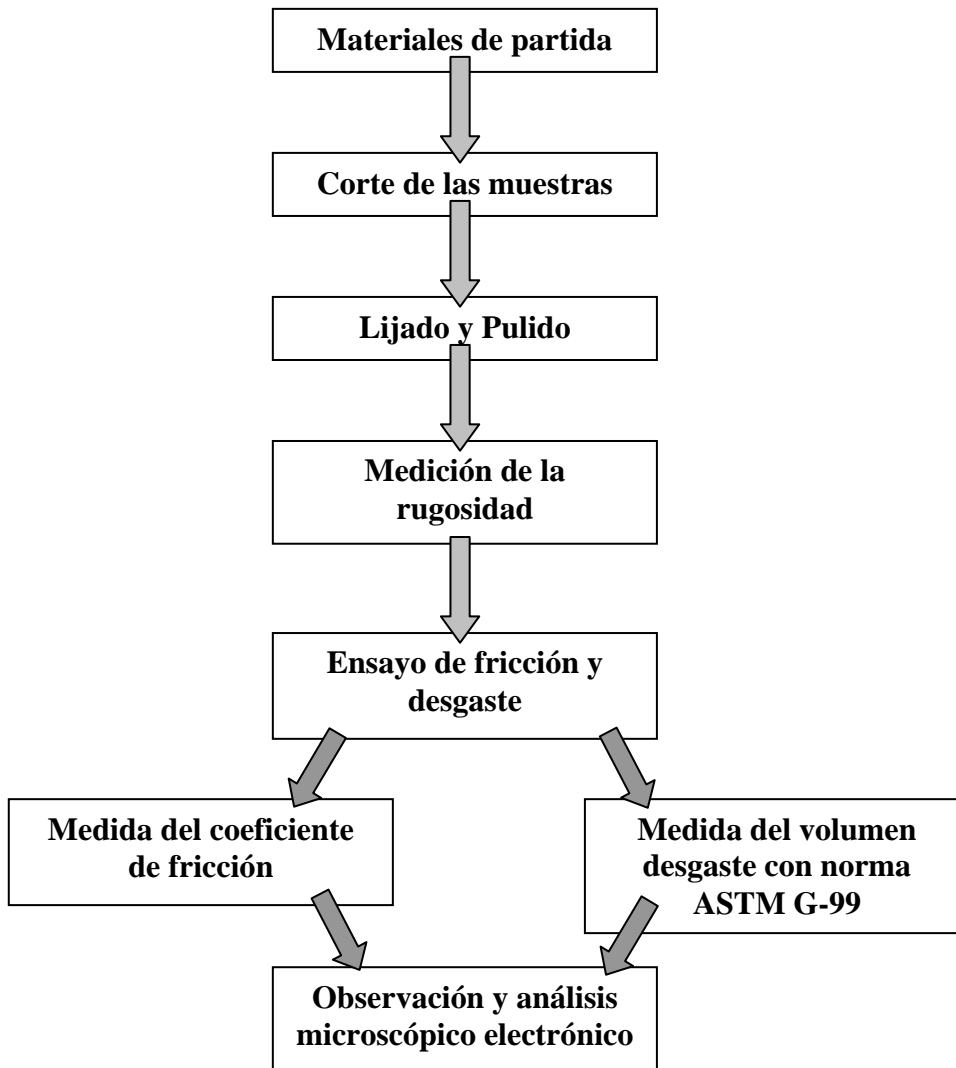 Materiales de partida
Corte de las muestras
Lijado y Pulido
Medición de la
rugosidad
Ensayo de fricción y
desgaste
Medida del coeficiente
de fricción
Medida del volumen
desgaste con norma
ASTM G-99
Observación y análisis
microscópico electrónico